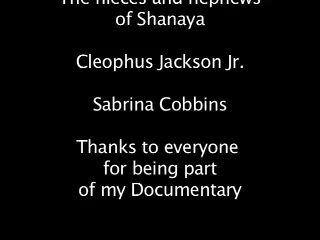 The nieces and nephews
of Shanaya
Cleophus Jackson Jr.
Sabrina Cobbins
Thanks to everyone
for being part
of my Documentary